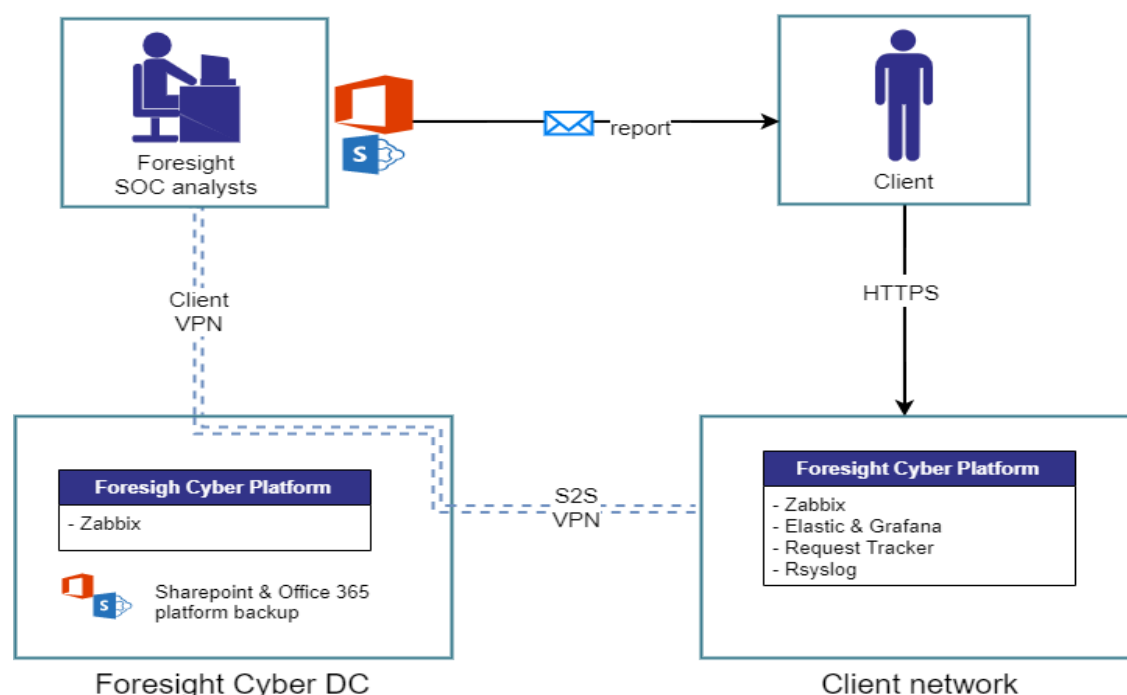 Foresight
SOC analysts
S
report
Client
HTTPS
Client
VPN
Foresigh Cyber Platform
- Zabbix
S
Sharepoint & Office 365
platform backup
Foresight Cyber DC
S2S
VPN
Foresight Cyber Platform
- Zabbix
- Elastic & Grafana
- Request Tracker
- Rsyslog
Client network